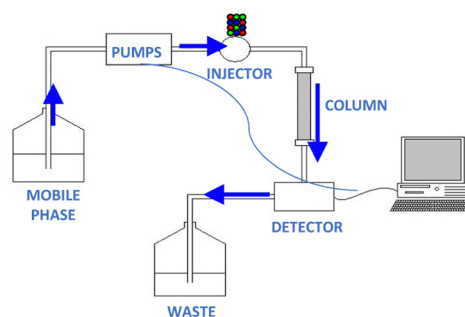 PUMPS
INJECTOR
COLUMN
MOBILE
PHASE
DETECTOR
WASTE